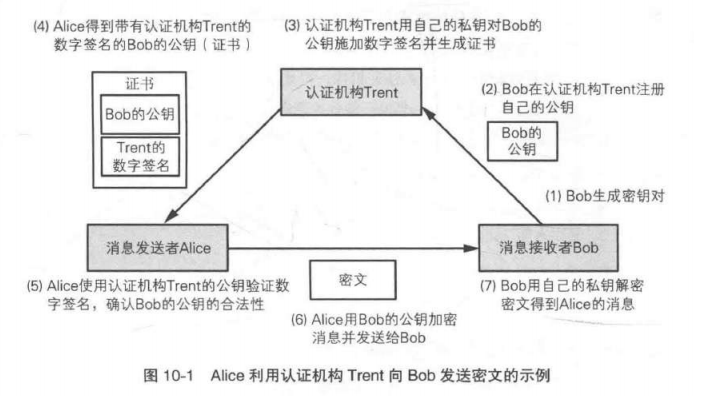 (4) Alice得到带有认证机构Trent的
数字签名的Bob的公钥（证书）
(3) 认证机构Trent用自己的私钥对Bob的
公钥施加数字签名并生成证书
证书
Bob的公钥
Trent的
数字签名
认证机构Trent
(2) Bob在认证机构Trent注册
自己的公钥
Bob的
公钥
(1) Bob生成密钥对
消息发送者Alice
消息接收者Bob
(5) Alice使用认证机构Trent的公钥验证数
字签名，确认Bob的公钥的合法性
密文
(6) Alice用Bob的公钥加密
消息并发送给Bob
(7) Bob用自己的私钥解密
密文得到Alice的消息
图 10-1 Alice 利用认证机构 Trent 向 Bob 发送密文的示例